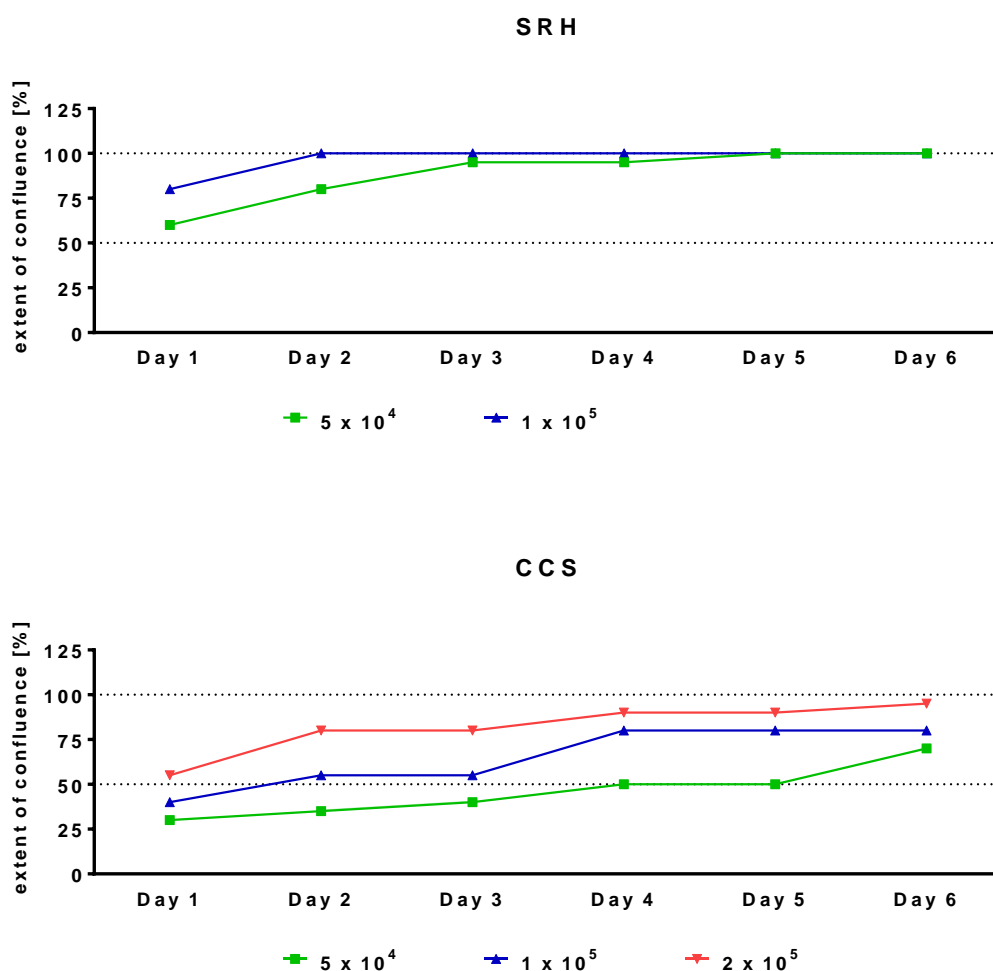 SRH
extent of confluence [%]
125
100
75
50
25
0
Day 1 Day 2 Day 3 Day 4 Day 5 Day 6
5 x 10⁴ 1 x 10⁵
CCS
extent of confluence [%]
125
100
75
50
25
0
Day 1 Day 2 Day 3 Day 4 Day 5 Day 6
5 x 10⁴ 1 x 10⁵ 2 x 10⁵